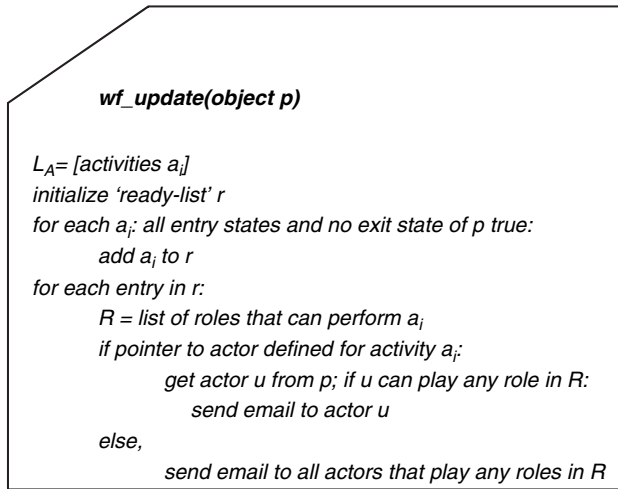 wf_update(object p)
L_A= [activities a_i]
initialize ‘ready-list’ r
for each a_i: all entry states and no exit state of p true:
add a_i to r
for each entry in r:
R = list of roles that can perform a_i
if pointer to actor defined for activity a_i:
get actor u from p; if u can play any role in R:
send email to actor u
else,
send email to all actors that play any roles in R